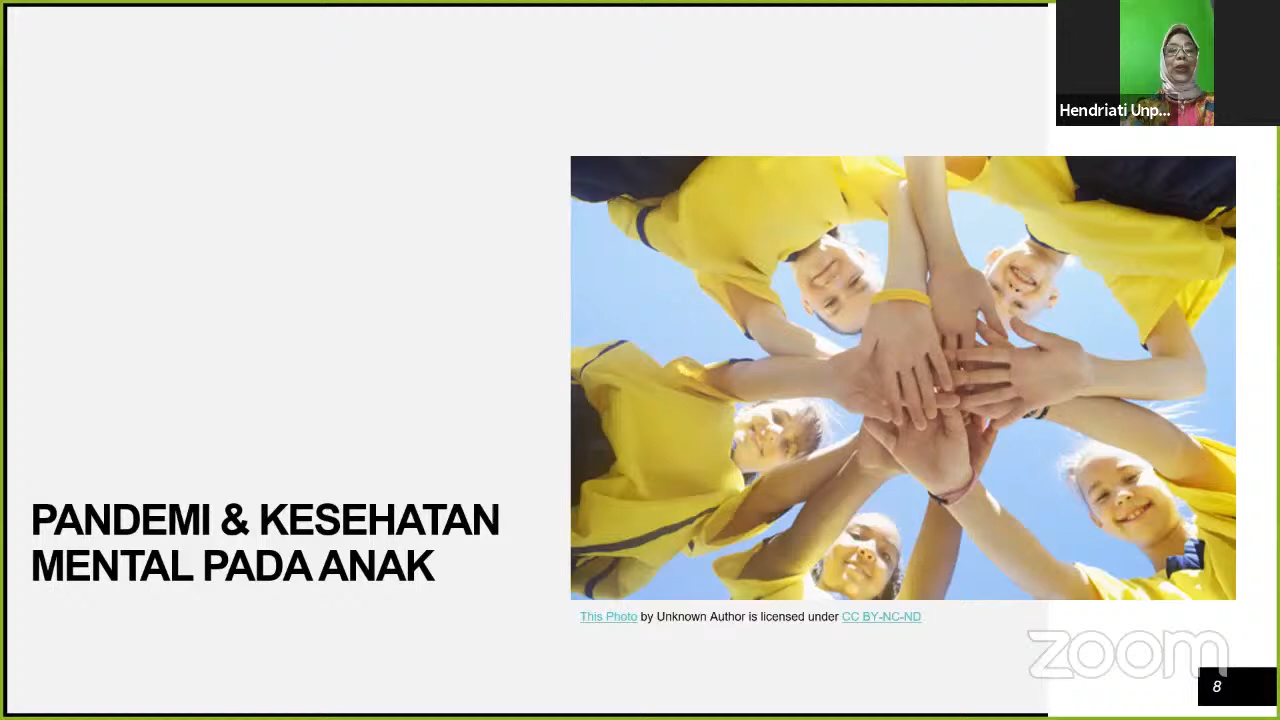 Hendriati Unp...
PANDEMI & KESEHATAN
MENTAL PADA ANAK
This Photo by Unknown Author is licensed under CC BY-NC-ND
zoom
8